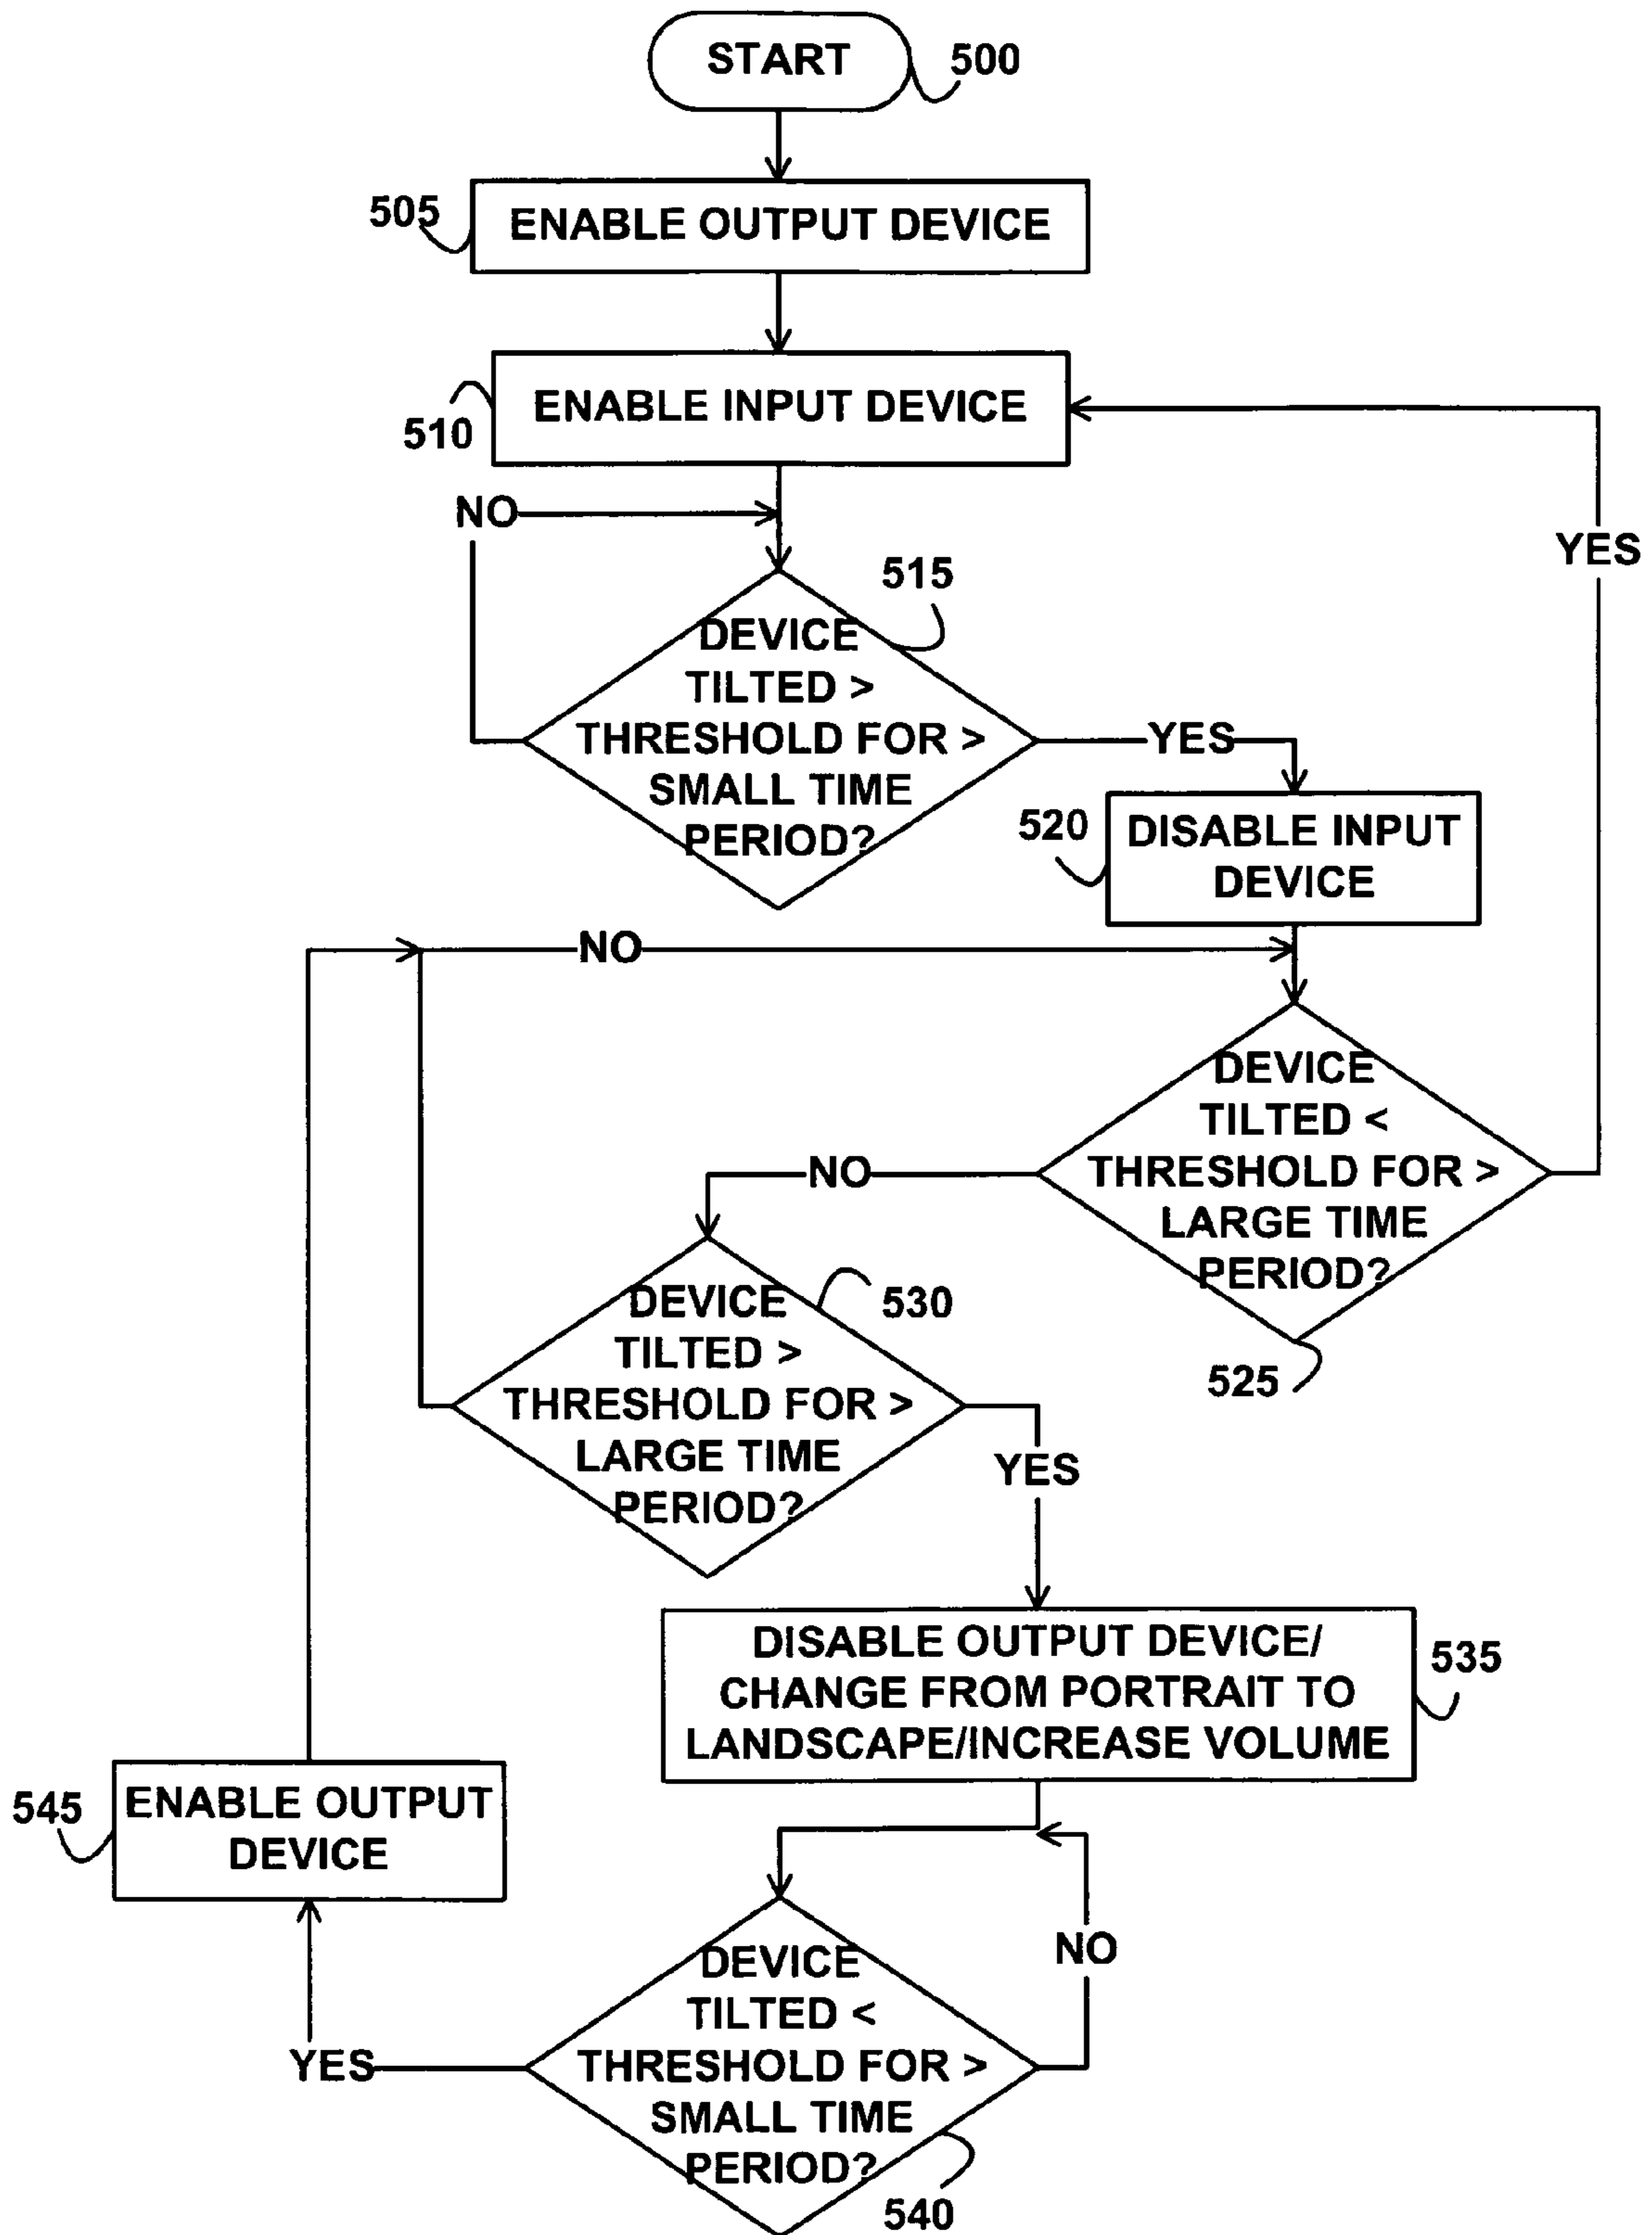 START
500
505
ENABLE OUTPUT DEVICE
ENABLE INPUT DEVICE
510
NO
515
DEVICE
TILTED >
THRESHOLD FOR >
SMALL TIME
PERIOD?
YES
YES
520
DISABLE INPUT
DEVICE
NO
DEVICE
TILTED <
THRESHOLD FOR >
LARGE TIME
PERIOD?
525
NO
530
DEVICE
TILTED >
THRESHOLD FOR >
LARGE TIME
PERIOD?
YES
DISABLE OUTPUT DEVICE/
CHANGE FROM PORTRAIT TO
LANDSCAPE/INCREASE VOLUME
535
545
ENABLE OUTPUT
DEVICE
NO
DEVICE
TILTED <
THRESHOLD FOR >
SMALL TIME
PERIOD?
YES
540